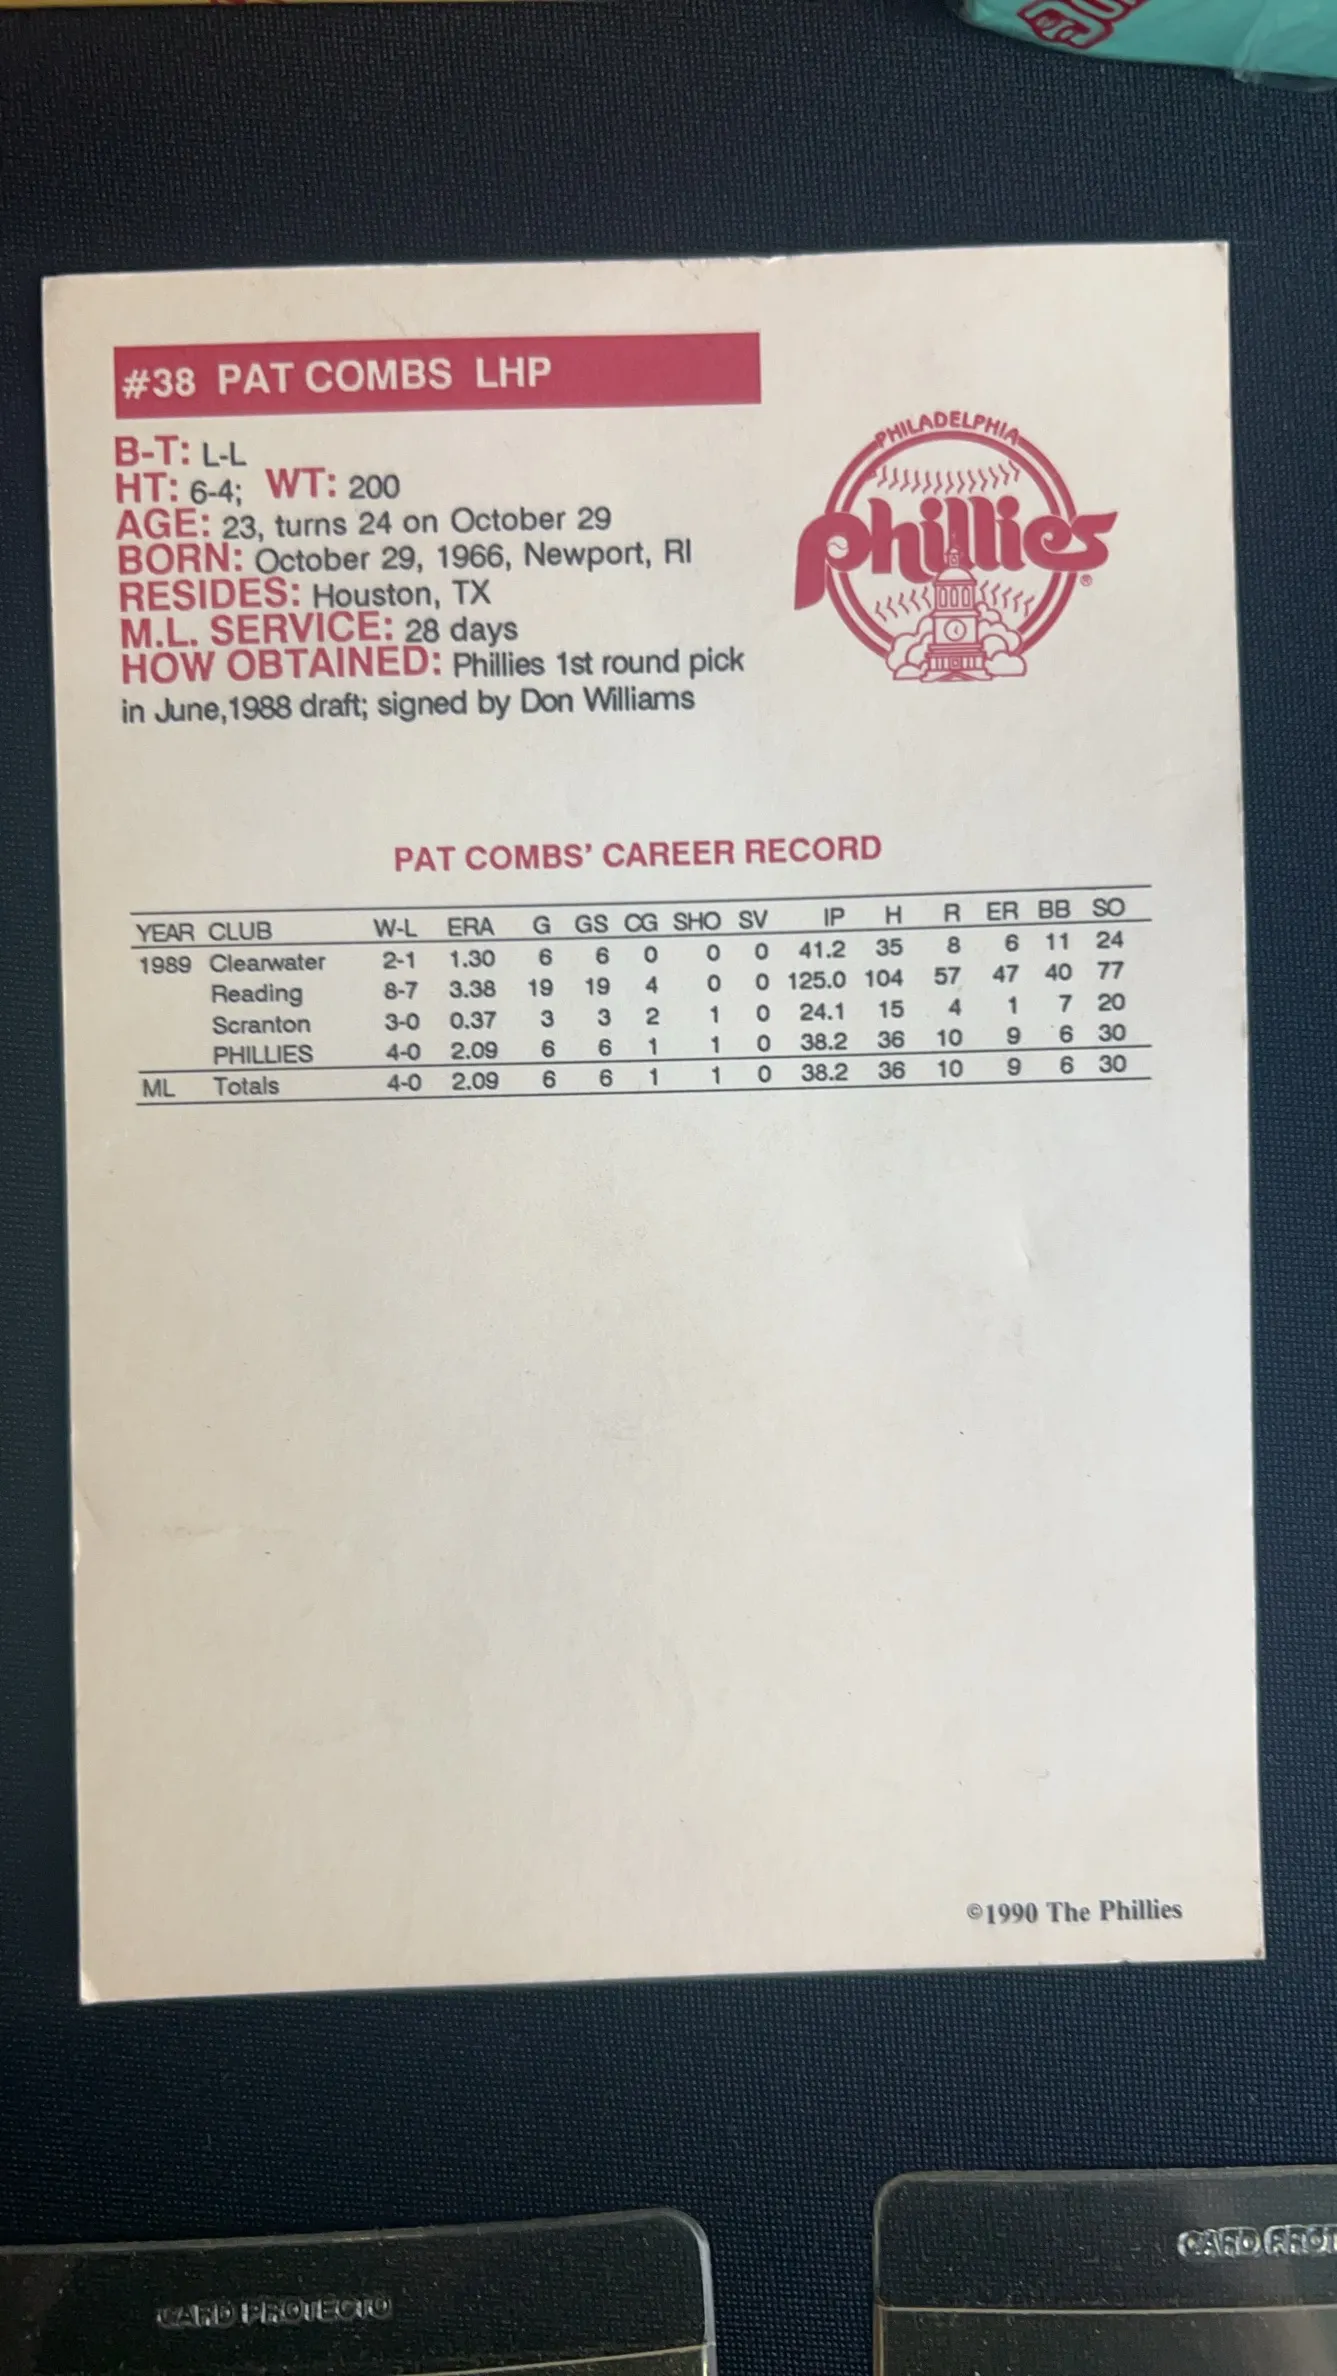 #38 PAT COMBS LHP
B-T: L-L
HT: 6-4; WT: 200
AGE: 23, turns 24 on October 29
BORN: October 29, 1966, Newport, RI
RESIDES: Houston, TX
M.L. SERVICE: 28 days
HOW OBTAINED: Phillies 1st round pick
in June,1988 draft; signed by Don Williams
PHILADELPHIA
Phillies
®
PAT COMBS' CAREER RECORD
YEAR CLUB W-L ERA G GS CG SHO SV IP H R ER BB SO
1989 Clearwater 2-1 1.30 6 6 0 0 0 41.2 35 8 6 11 24
Reading 8-7 3.38 19 19 4 0 0 125.0 104 57 47 40 77
Scranton 3-0 0.37 3 3 2 1 0 24.1 15 4 1 7 20
PHILLIES 4-0 2.09 6 6 1 1 0 38.2 36 10 9 6 30
ML Totals 4-0 2.09 6 6 1 1 0 38.2 36 10 9 6 30
©1990 The Phillies
CARD PROTECTO
CARD PROT